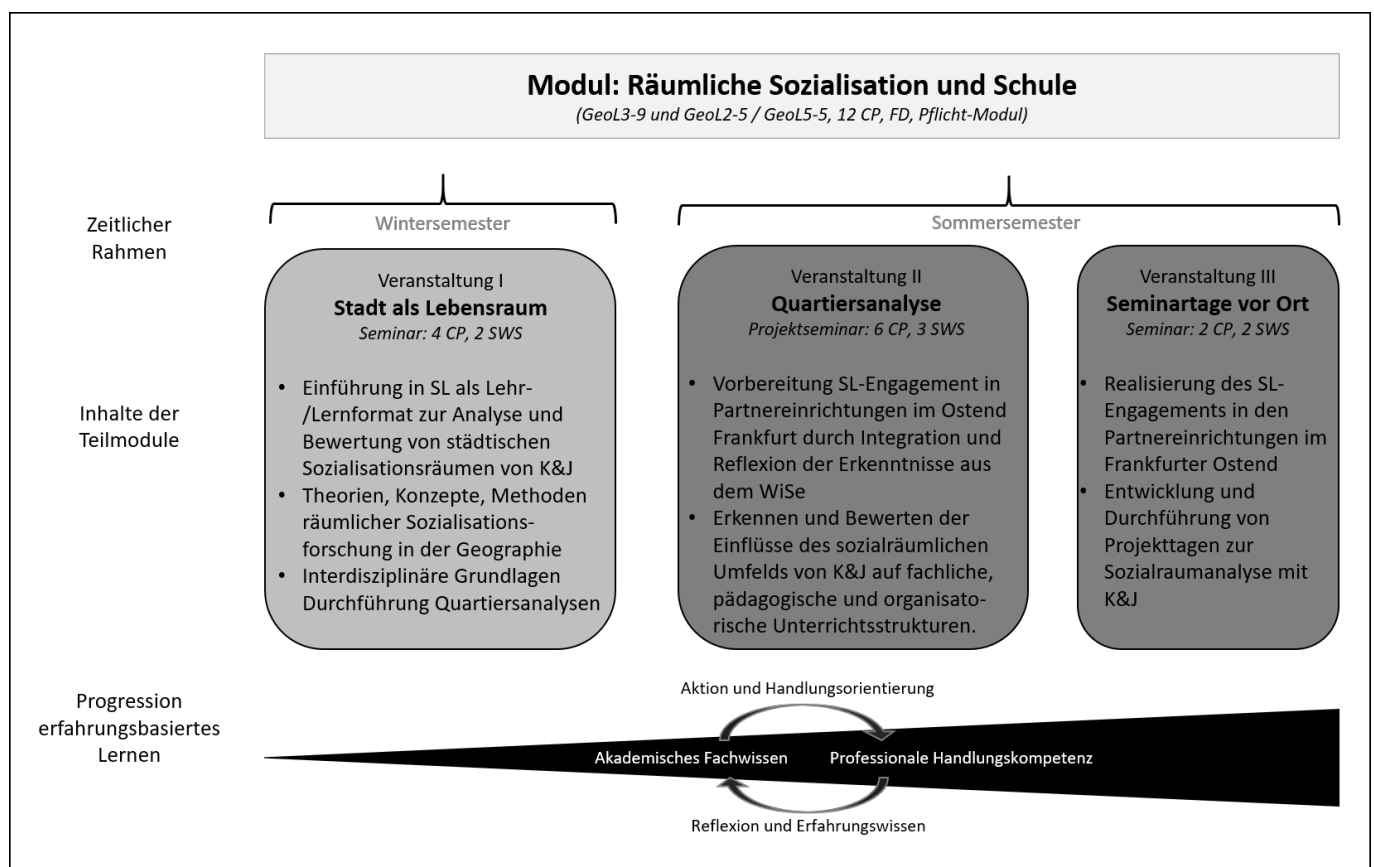 Modul: Räumliche Sozialisation und Schule
(GeoL3-9 und GeoL2-5 / GeoL5-5, 12 CP, FD, Pflicht-Modul)
Zeitlicher
Rahmen
Wintersemester
Sommersemester
Inhalte der
Teilmodule
Veranstaltung I
Stadt als Lebensraum
Seminar: 4 CP, 2 SWS
• Einführung in SL als Lehr-
/Lernformat zur Analyse und
Bewertung von städtischen
Sozialisationsräumen von K&J
• Theorien, Konzepte, Methoden
räumlicher Sozialisations-
forschung in der Geographie
• Interdisziplinäre Grundlagen
Durchführung Quartiersanalysen
Veranstaltung II
Quartiersanalyse
Projektseminar: 6 CP, 3 SWS
• Vorbereitung SL-Engagement in
Partnereinrichtungen im Ostend
Frankfurt durch Integration und
Reflexion der Erkenntnisse aus
dem WiSe
• Erkennen und Bewerten der
Einflüsse des sozialräumlichen
Umfelds von K&J auf fachliche,
pädagogische und organisato-
rische Unterrichtsstrukturen.
Veranstaltung III
Seminartage vor Ort
Seminar: 2 CP, 2 SWS
• Realisierung des SL-
Engagements in den
Partnereinrichtungen im
Frankfurter Ostend
• Entwicklung und
Durchführung von
Projekttagen zur
Sozialraumanalyse mit
K&J
Progression
erfahrungsbasiertes
Lernen
Aktion und Handlungsorientierung
Akademisches Fachwissen
Professionale Handlungskompetenz
Reflexion und Erfahrungswissen